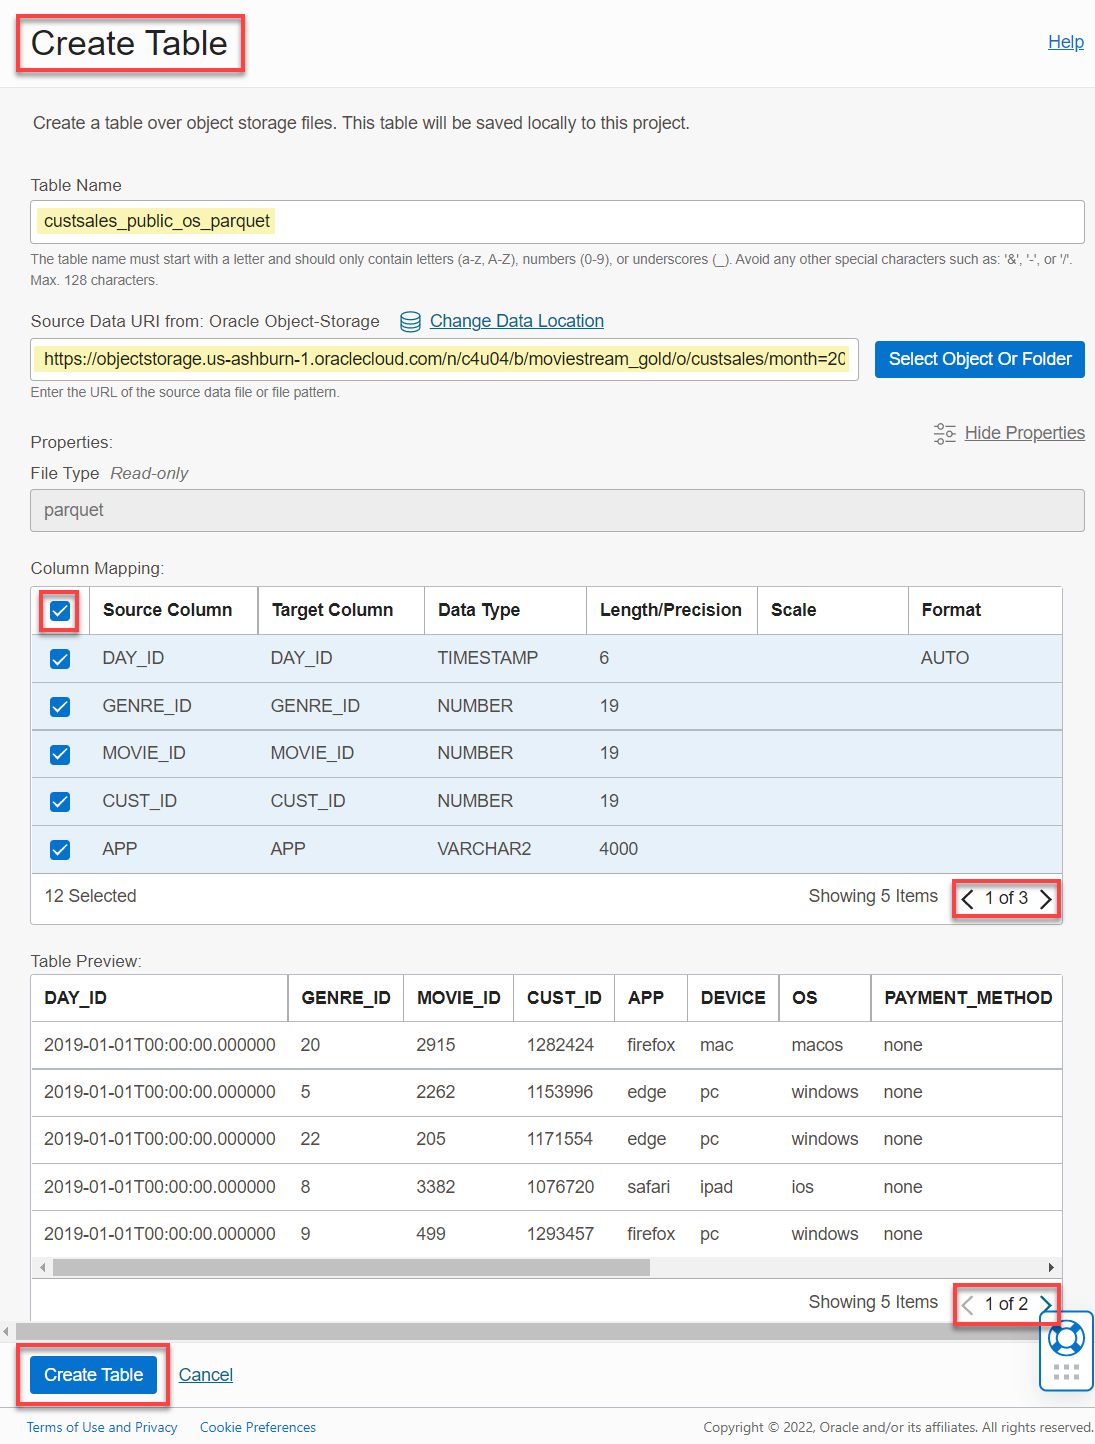 Create Table
Help
Create a table over object storage files. This table will be saved locally to this project.
Table Name
custsales_public_os_parquet
The table name must start with a letter and should only contain letters (a-z, A-Z), numbers (0-9), or underscores (_). Avoid any other special characters such as: '&', '-', or '/'.
Max. 128 characters.
Source Data URI from: Oracle Object-Storage Change Data Location
https://objectstorage.us-ashburn-1.oraclecloud.com/n/c4u04/b/moviestream_gold/o/custsales/month=20 Select Object Or Folder
Enter the URL of the source data file or file pattern.
Hide Properties
Properties:
File Type Read-only
parquet
Column Mapping:
Source Column Target Column Data Type Length/Precision Scale Format
DAY_ID DAY_ID TIMESTAMP 6 AUTO
GENRE_ID GENRE_ID NUMBER 19
MOVIE_ID MOVIE_ID NUMBER 19
CUST_ID CUST_ID NUMBER 19
APP APP VARCHAR2 4000
12 Selected Showing 5 Items 1 of 3
Table Preview:
DAY_ID GENRE_ID MOVIE_ID CUST_ID APP DEVICE OS PAYMENT_METHOD
2019-01-01T00:00:00.000000 20 2915 1282424 firefox mac macos none
2019-01-01T00:00:00.000000 5 2262 1153996 edge pc windows none
2019-01-01T00:00:00.000000 22 205 1171554 edge pc windows none
2019-01-01T00:00:00.000000 8 3382 1076720 safari ipad ios none
2019-01-01T00:00:00.000000 9 499 1293457 firefox pc windows none
Showing 5 Items 1 of 2
Create Table Cancel
Terms of Use and Privacy Cookie Preferences Copyright © 2022, Oracle and/or its affiliates. All rights reserved.